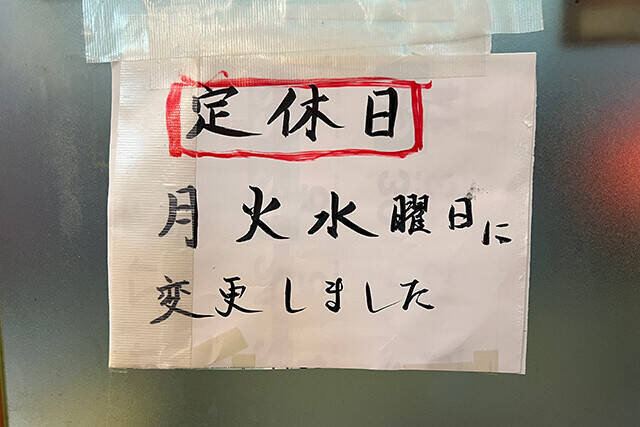 定休日
月火水曜日に
変更しました